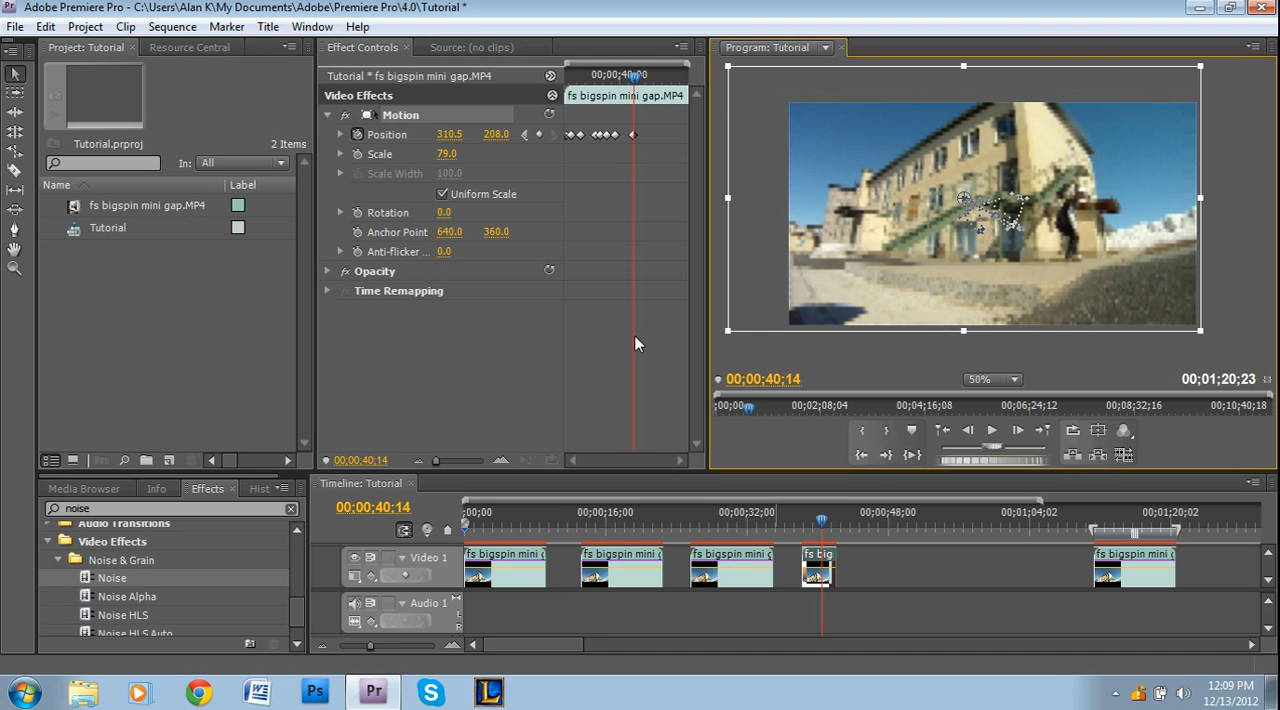 Adobe Premiere Pro - C:\Users\Alan K\My Documents\Adobe\Premiere Pro\4.0\Tutorial *
File Edit Project Clip Sequence Marker Title Window Help
Project: Tutorial Resource Central
Tutorial.prproj 2 Items
In: All
Name Label
fs bigspin mini gap.MP4
Tutorial
Effect Controls Source: (no clips)
Tutorial * fs bigspin mini gap.MP4 00;00;40;00
Video Effects fs bigspin mini gap.MP4
Motion
Position 310.5 208.0
Scale 79.0
Scale Width 100.0
Uniform Scale
Rotation 0.0
Anchor Point 640.0 360.0
Anti-flicker ... 0.0
Opacity
Time Remapping
00;00;40;14
Program: Tutorial
00;00;40;14 50% 00;01;20;23
;00;00 00;02;08;04 00;04;16;08 00;06;24;12 00;08;32;16 00;10;40;18
Media Browser Info Effects Hist
noise
Audio Transitions
Video Effects
Noise & Grain
Noise
Noise Alpha
Noise HLS
Noise HLS Auto
Timeline: Tutorial
00;00;40;14 ;00;00 00;00;16;00 00;00;32;00 00;00;48;00 00;01;04;02 00;01;20;02
Video 1 fs bigspin mini fs bigspin mini fs bigspin mini fs big fs bigspin mini
Audio 1
L
R
Ps Pr W S L
12:09 PM
12/13/2012